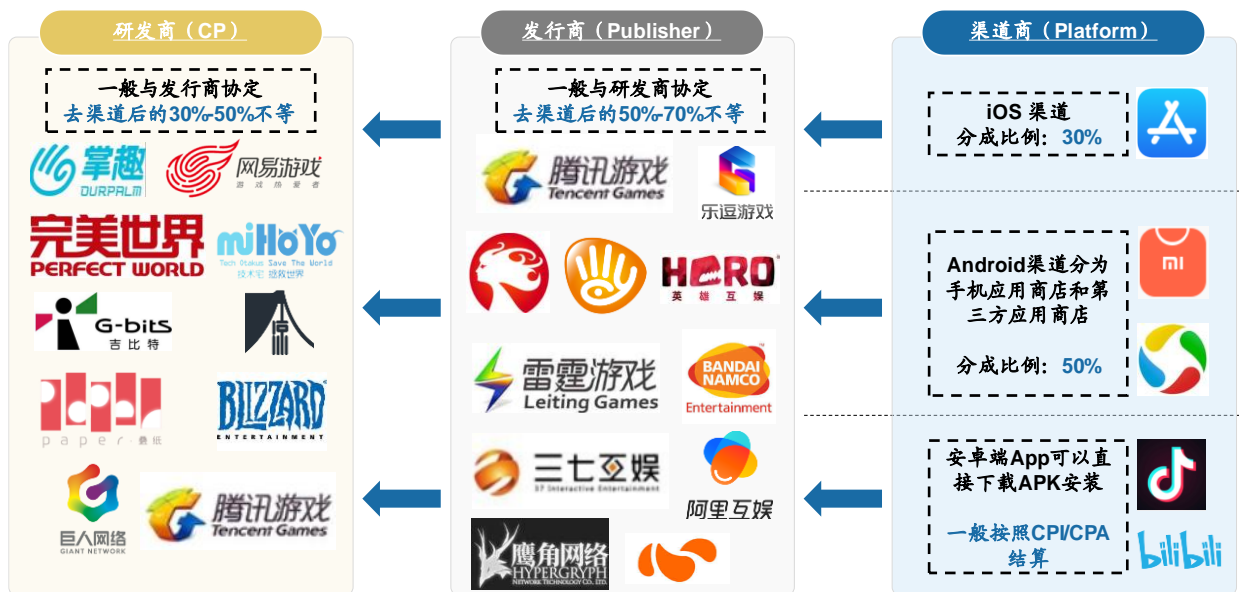 研发商（CP）
一般与发行商协定
去渠道后的30%-50%不等
掌趣
OURPALM
网易游戏
游戏热爱者
完美世界
PERFECT WORLD
miHoYo
Tech Otakus Save The World
技术宅 拯救世界
G-bits
吉比特
paper·叠纸
BLIZZARD
ENTERTAINMENT
巨人网络
GIANT NETWORK
腾讯游戏
Tencent Games
发行商（Publisher）
一般与研发商协定
去渠道后的50%-70%不等
腾讯游戏
Tencent Games
乐逗游戏
HERO
英雄互娱
雷霆游戏
Leiting Games
BANDAI
NAMCO
Entertainment
三七互娱
37 Interactive Entertainment
阿里互娱
鹰角网络
HYPERGRYPH
NETWORK TECHNOLOGY CO., LTD.
渠道商（Platform）
iOS 渠道
分成比例：30%
Android渠道分为
手机应用商店和第
三方应用商店
分成比例：50%
mi
安卓端App可以直
接下载APK安装
一般按照CPI/CPA
结算
bilibili